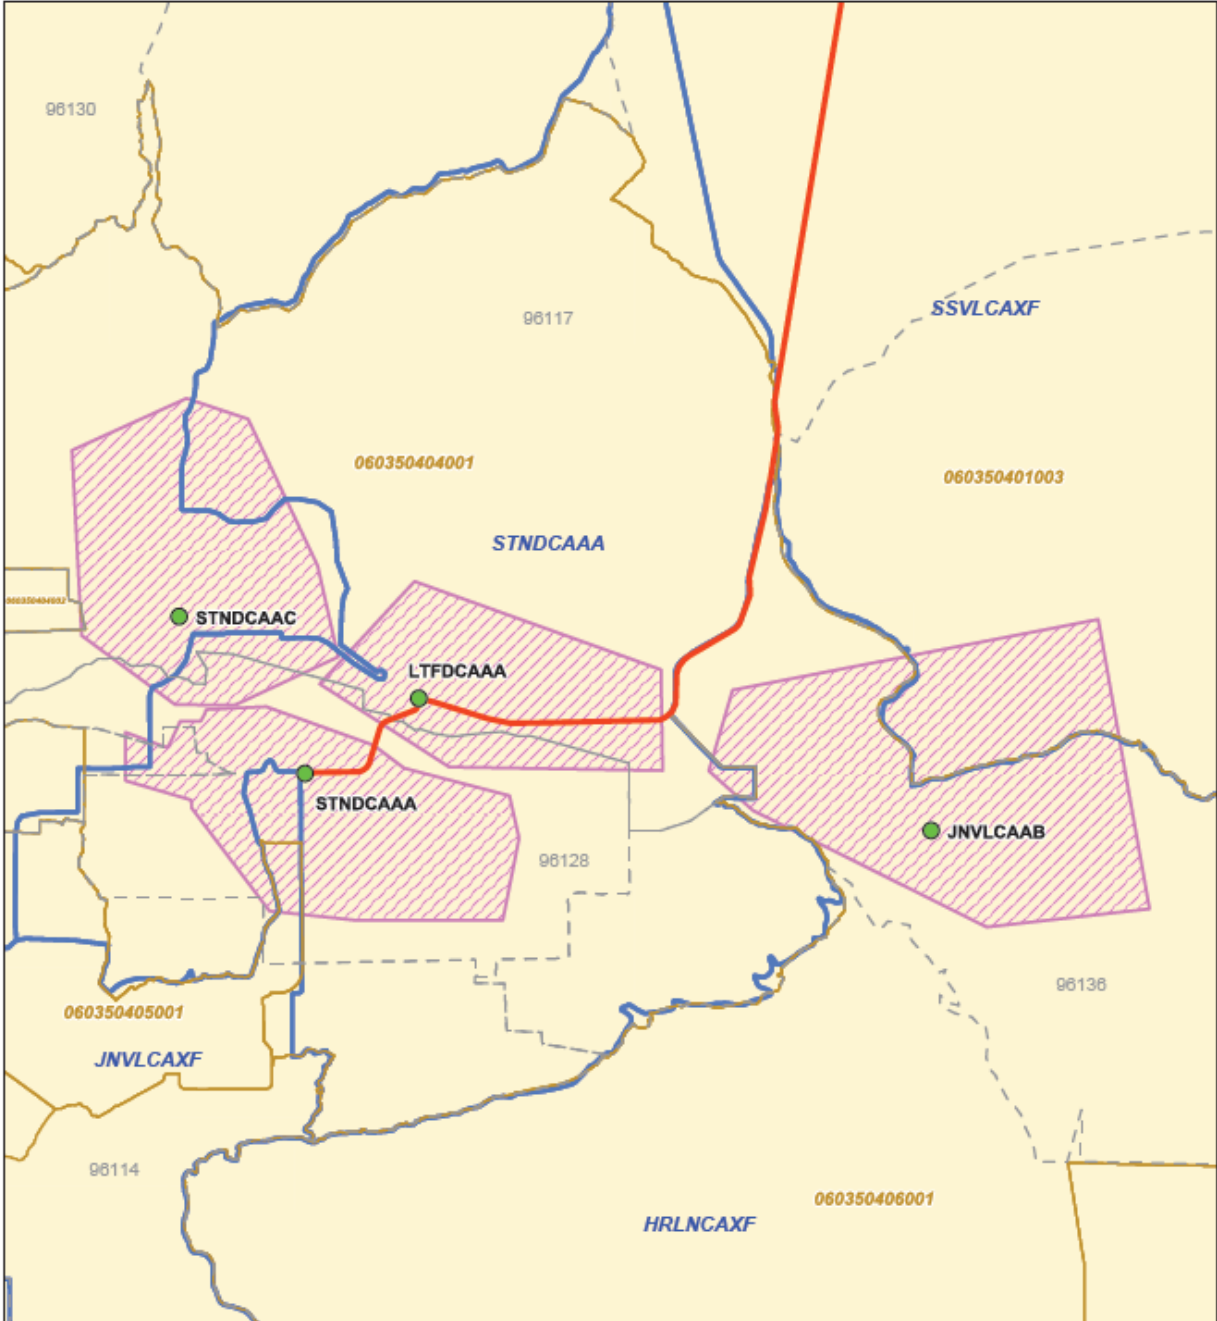 96130
SSVLCAXF
96117
060350404001
060350401003
STNDCAAA
STNDCAAC
LTFDCAAA
STNDCAAA
JNVLCAAB
96128
96136
060350405001
JNVLCAXF
96114
060350406001
HRLNCAXF